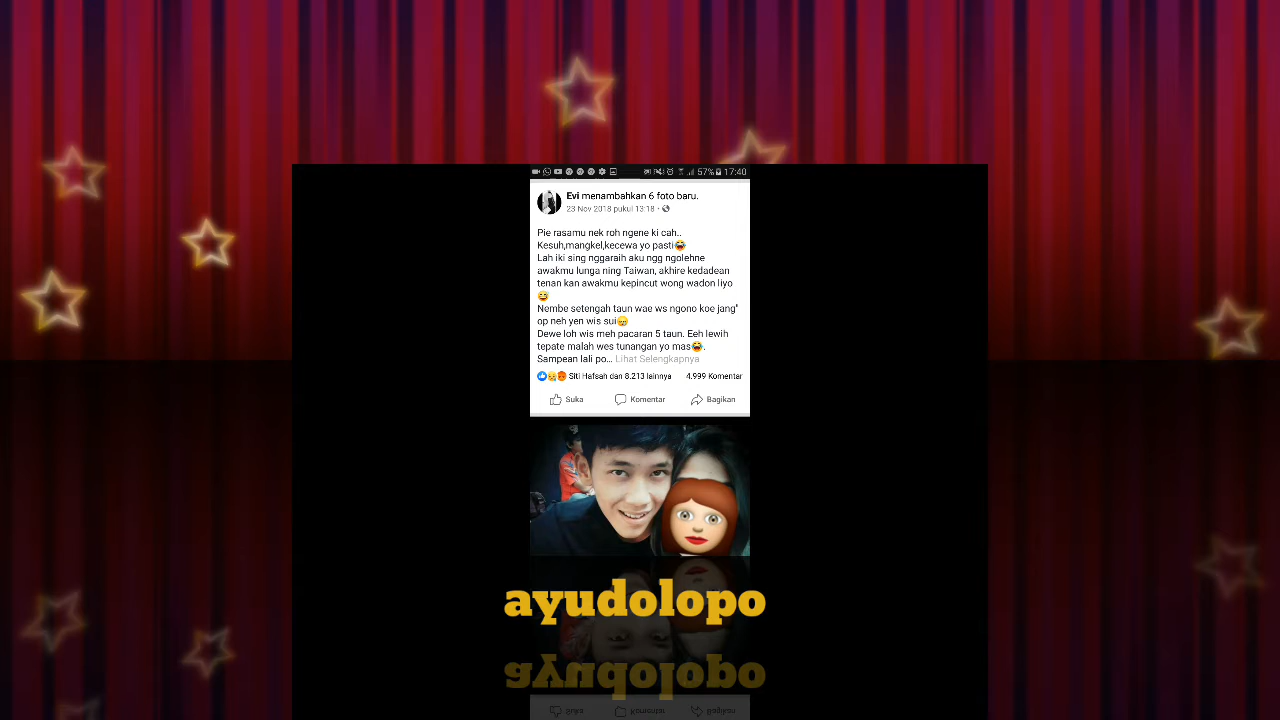 57% 17:40
Evi menambahkan 6 foto baru.
23 Nov 2018 pukul 13:18
Pie rasamu nek roh ngene ki cah..
Kesuh,mangkel,kecewa yo pasti😂
Lah iki sing nggaraih aku ngg ngolehne
awakmu lunga ning Taiwan, akhire kedadean
tenan kan awakmu kepincut wong wadon liyo
😅
Nembe setengah taun wae ws ngono koe jang"
op neh yen wis sui😁
Dewe loh wis meh pacaran 5 taun. Eeh lewih
tepate malah wes tunangan yo mas😂.
Sampean lali po... Lihat Selengkapnya
Siti Hafsah dan 8.213 lainnya 4.999 Komentar
Suka Komentar Bagikan
ayudolopo